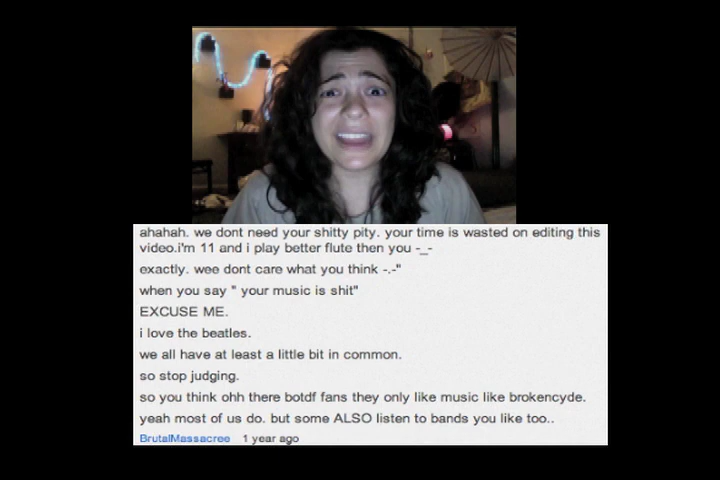 ahahah. we dont need your shitty pity. your time is wasted on editing this
video.i'm 11 and i play better flute then you -_-
exactly. wee dont care what you think -.-"
when you say " your music is shit"
EXCUSE ME.
i love the beatles.
we all have at least a little bit in common.
so stop judging.
so you think ohh there botdf fans they only like music like brokencyde.
yeah most of us do. but some ALSO listen to bands you like too..
BrutalMassacree 1 year ago